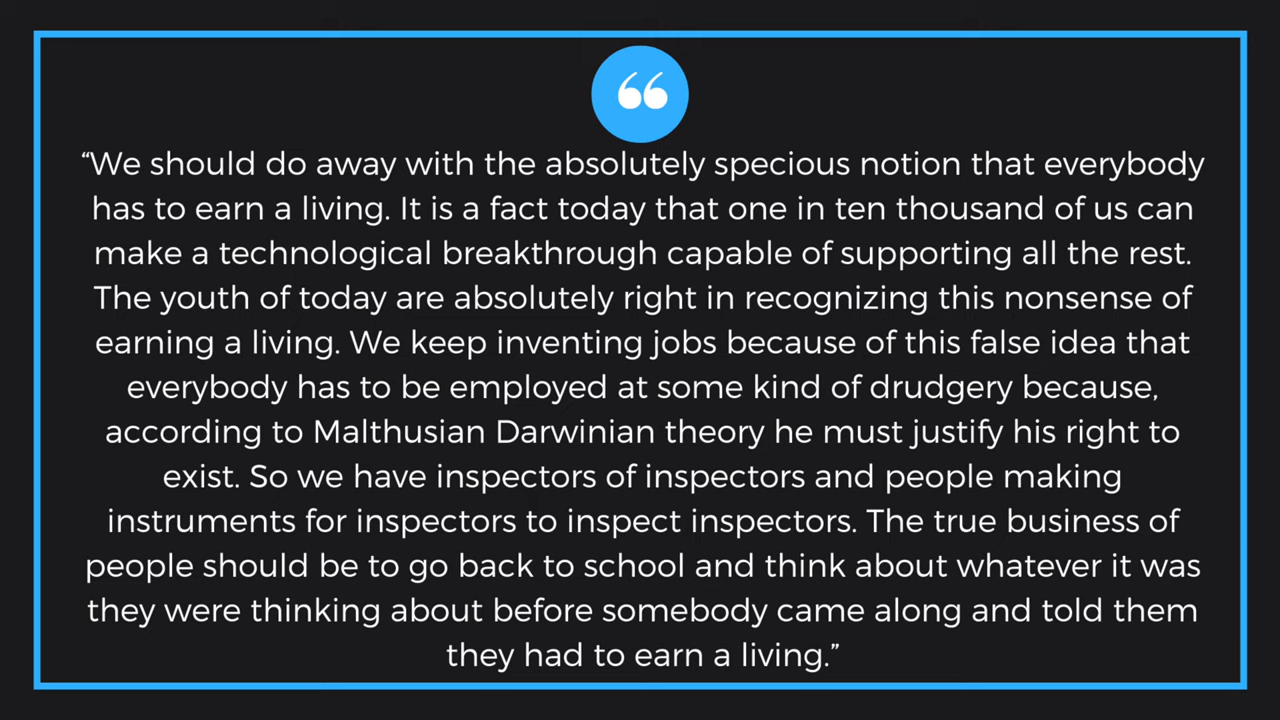 “We should do away with the absolutely specious notion that everybody
has to earn a living. It is a fact today that one in ten thousand of us can
make a technological breakthrough capable of supporting all the rest.
The youth of today are absolutely right in recognizing this nonsense of
earning a living. We keep inventing jobs because of this false idea that
everybody has to be employed at some kind of drudgery because,
according to Malthusian Darwinian theory he must justify his right to
exist. So we have inspectors of inspectors and people making
instruments for inspectors to inspect inspectors. The true business of
people should be to go back to school and think about whatever it was
they were thinking about before somebody came along and told them
they had to earn a living.”